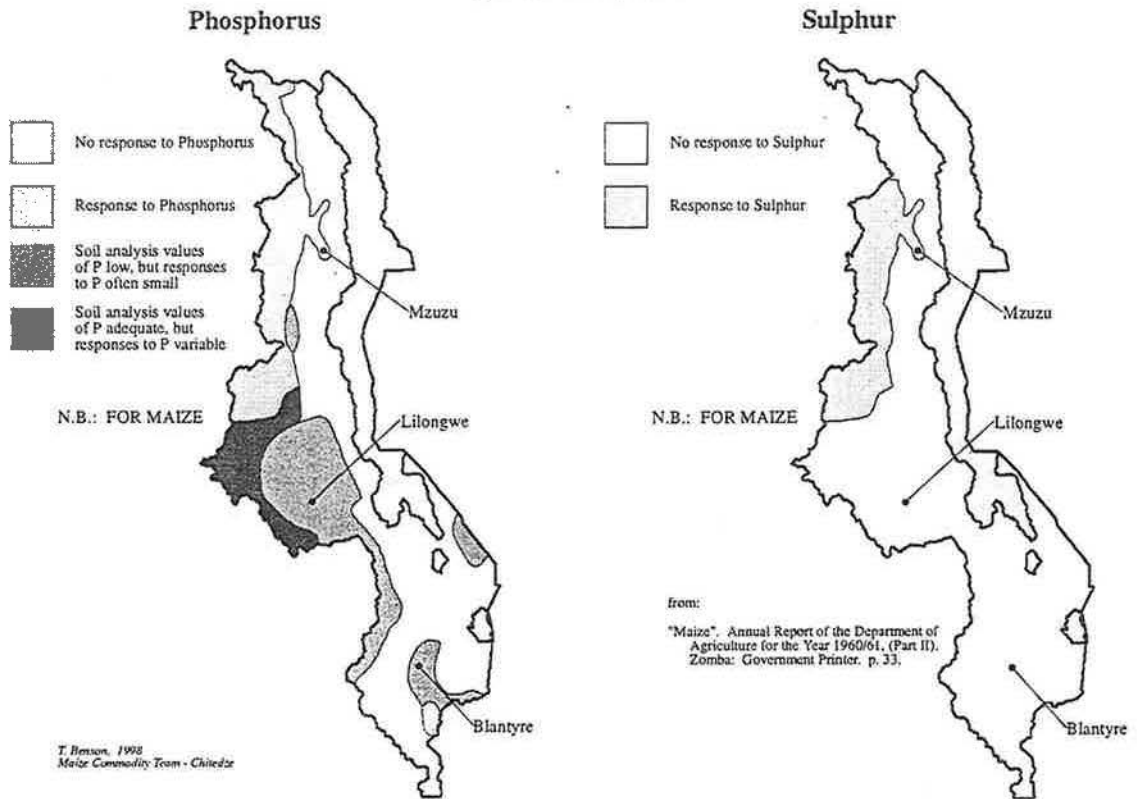 Phosphorus
No response to Phosphorus
Response to Phosphorus
Soil analysis values
of P low, but responses
to P often small
Soil analysis values
of P adequate, but
responses to P variable
N.B.: FOR MAIZE
Mzuzu
Lilongwe
Blantyre
T. Benson, 1998
Maize Commodity Team - Chitedze
Sulphur
No response to Sulphur
Response to Sulphur
N.B.: FOR MAIZE
Mzuzu
Lilongwe
from:
"Maize". Annual Report of the Department of
Agriculture for the Year 1960/61, (Part II).
Zomba: Government Printer. p. 33.
Blantyre